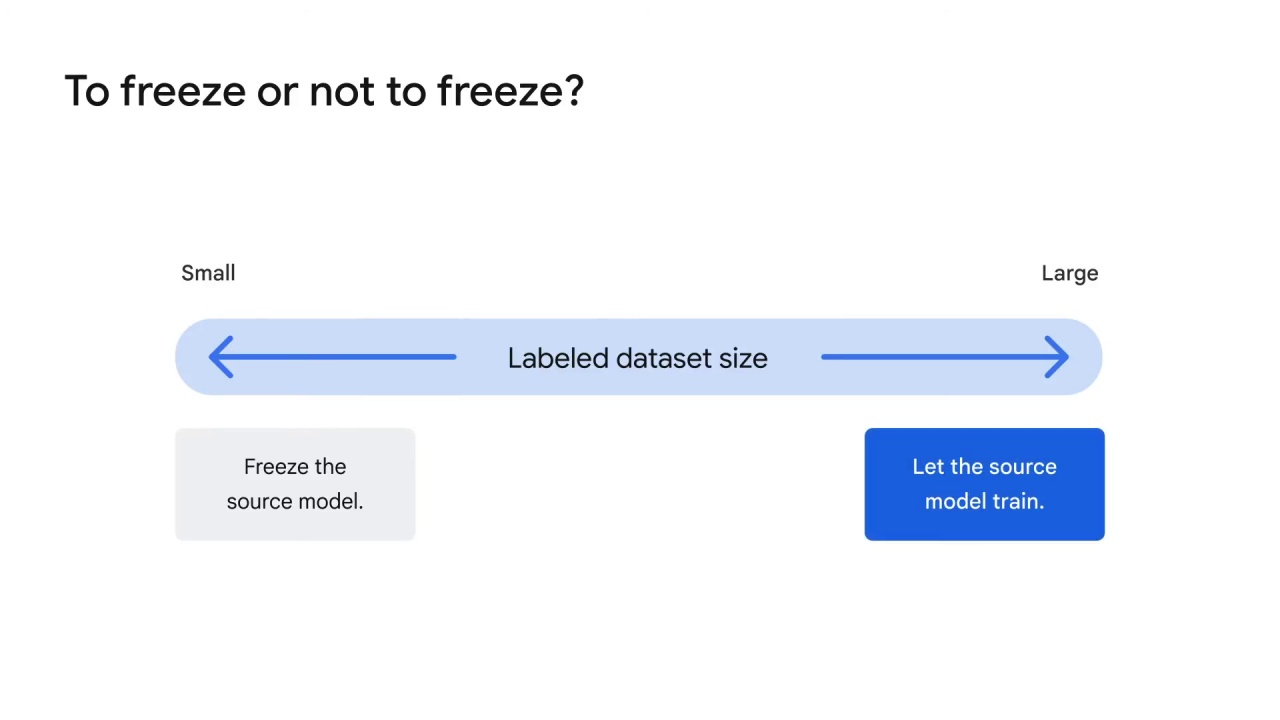 To freeze or not to freeze?
Small
Large
Labeled dataset size
Freeze the
source model.
Let the source
model train.